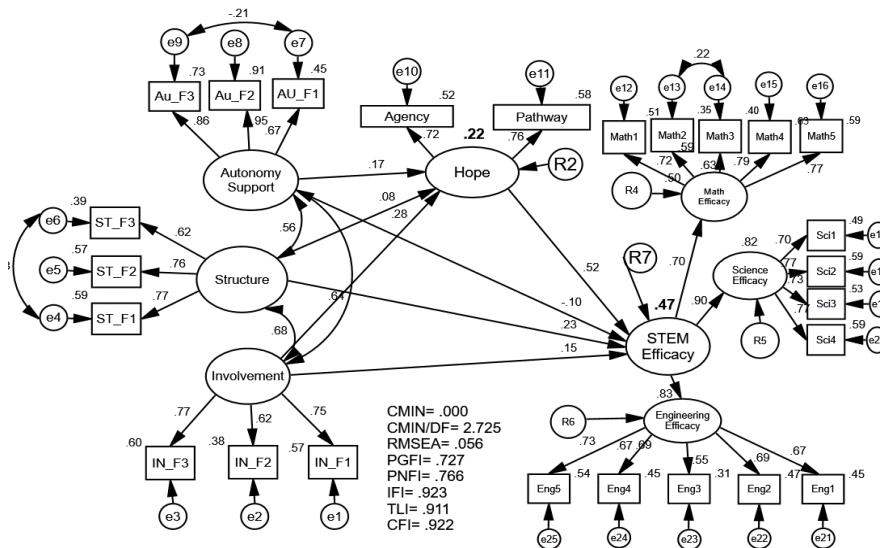 -.21
e9
e8
e7
e10
e11
.22
e12
e13
e14
e15
e16
.73
.91
.45
.52
.58
.51
.35
.40
.63
.59
Au_F3
Au_F2
AU_F1
Agency
Pathway
Math1
Math2
Math3
Math4
Math5
.86
.95
.67
.72
.22
.76
.72
.59
.63
.79
.77
Autonomy
Support
.17
Hope
R2
R4
.50
Math
Efficacy
.39
e6
ST_F3
.62
.56
.08
.28
.57
e5
ST_F2
.76
Structure
.59
e4
ST_F1
.77
.64
.68
.52
R7
.70
-.10
.23
.15
.47
STEM
Efficacy
.90
.82
Science
Efficacy
R5
.70
.77
.73
.77
Sci1
.49
Sci2
.59
Sci3
.53
Sci4
.59
Involvement
.77
.62
.75
.60
IN_F3
.38
IN_F2
.57
IN_F1
e3
e2
e1
CMIN= .000
CMIN/DF= 2.725
RMSEA= .056
PGFI= .727
PNFI= .766
IFI= .923
TLI= .911
CFI= .922
.83
R6
Engineering
Efficacy
.73
.67
.69
.55
.69
.67
Eng5
.54
Eng4
.45
Eng3
.31
Eng2
.47
Eng1
.45
e25
e24
e23
e22
e21